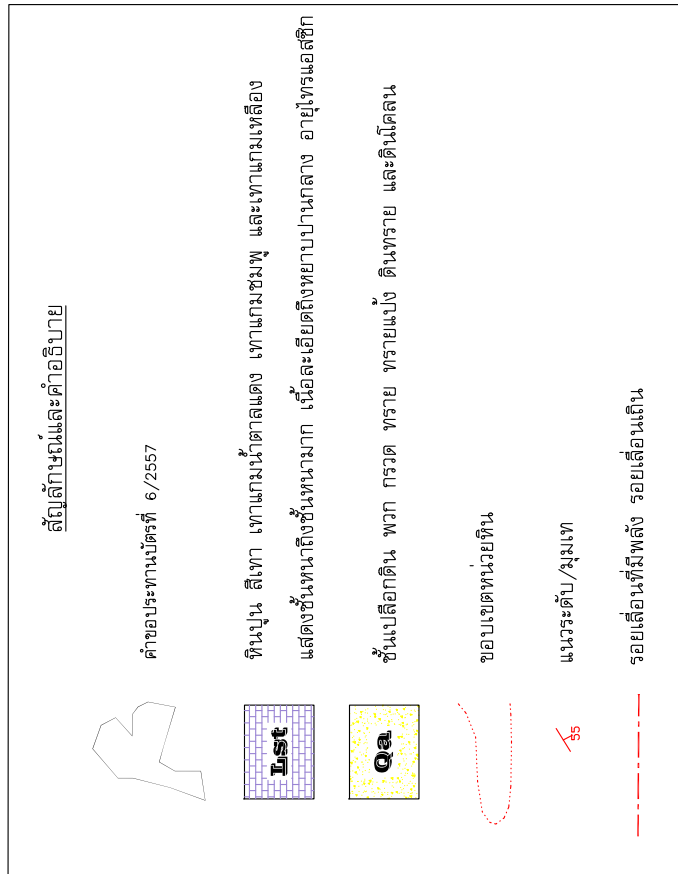 สัญลักษณ์และคำอธิบาย
คำขอประทานบัตรที่ 6/2557
Lst
หินปูน สีเทา เทาแกมน้ำตาลแดง เทาแกมชมพู และเทาแกมเหลือง
แสดงชั้นหนาถึงชั้นหนามาก เนื้อละเอียดถึงหยาบปานกลาง อายุไทรแอสซิก
Qa
ชั้นเปลือกดิน พวก กรวด ทราย ทรายแป้ง ดินทราย และดินโคลน
ขอบเขตหน่วยหิน
55
แนวระดับ/มุมเท
รอยเลื่อนที่มีพลัง รอยเลื่อนเถิน